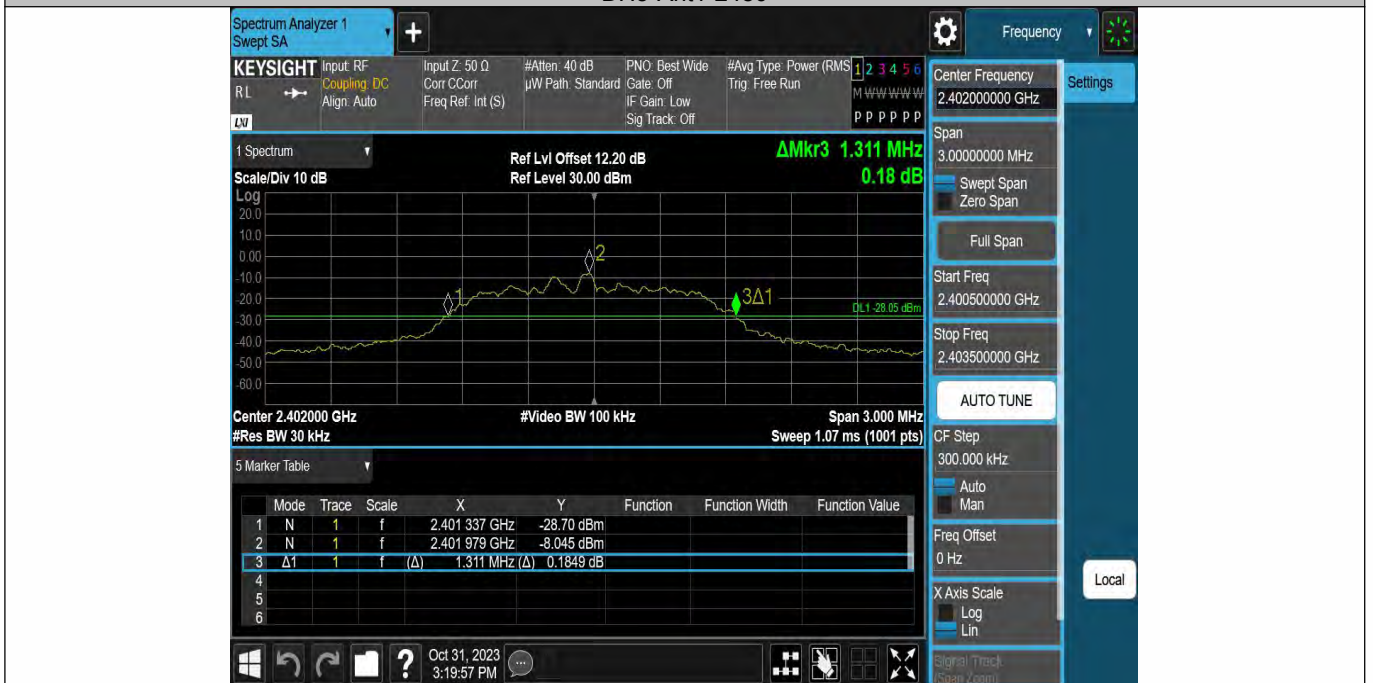 Spectrum Analyzer 1
Swept SA
+
Frequency
KEYSIGHT
RL
LXI
Input: RF
Coupling: DC
Align: Auto
Input Z: 50 Ω
Corr CCorr
Freq Ref: Int (S)
#Atten: 40 dB
µW Path: Standard
PNO: Best Wide
Gate: Off
IF Gain: Low
Sig Track: Off
#Avg Type: Power (RMS
Trig: Free Run
1 2 3 4 5 6
M W W W W W
P P P P P P
1 Spectrum
Scale/Div 10 dB
Ref Lvl Offset 12.20 dB
Ref Level 30.00 dBm
ΔMkr3 1.311 MHz
0.18 dB
Log
20.0
10.0
0.00
-10.0
-20.0
-30.0
-40.0
-50.0
-60.0
1
2
3Δ1
DL1 -28.05 dBm
Center 2.402000 GHz
#Video BW 100 kHz
Span 3.000 MHz
#Res BW 30 kHz
Sweep 1.07 ms (1001 pts)
5 Marker Table
Mode Trace Scale X Y Function Function Width Function Value
1 N 1 f 2.401 337 GHz -28.70 dBm
2 N 1 f 2.401 979 GHz -8.045 dBm
3 Δ1 1 f (Δ) 1.311 MHz (Δ) 0.1849 dB
4
5
6
?
Oct 31, 2023
3:19:57 PM
Center Frequency
2.402000000 GHz
Settings
Span
3.00000000 MHz
Swept Span
Zero Span
Full Span
Start Freq
2.400500000 GHz
Stop Freq
2.403500000 GHz
AUTO TUNE
CF Step
300.000 kHz
Auto
Man
Freq Offset
0 Hz
X Axis Scale
Log
Lin
Local
Signal Track
(Span Zoom)